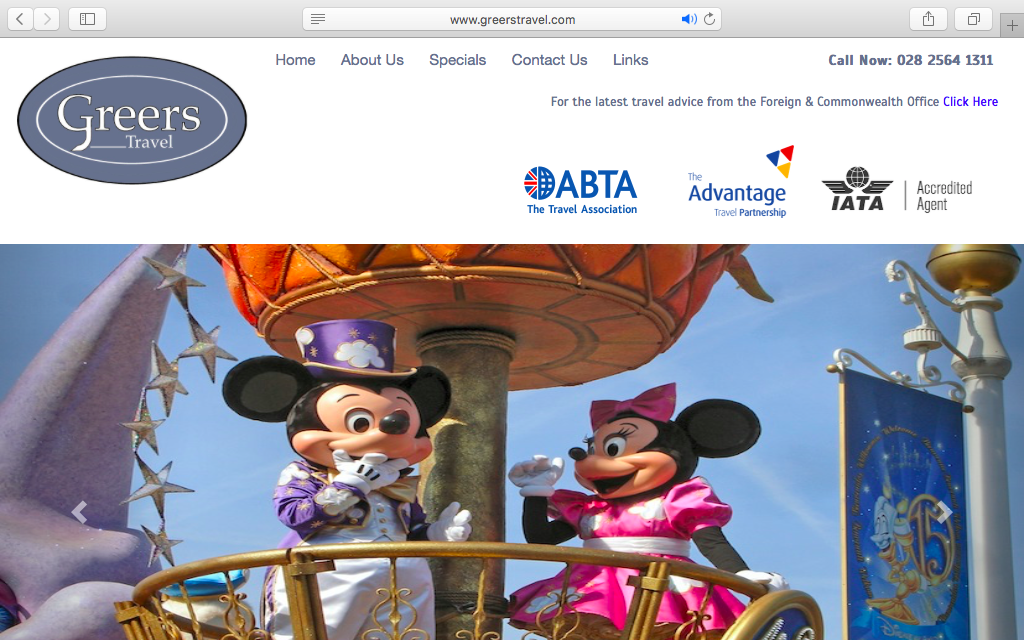 www.greerstravel.com
Home About Us Specials Contact Us Links
Call Now: 028 2564 1311
For the latest travel advice from the Foreign & Commonwealth Office Click Here
Greers
Travel
ABTA
The Travel Association
The
Advantage
Travel Partnership
IATA
Accredited
Agent
15